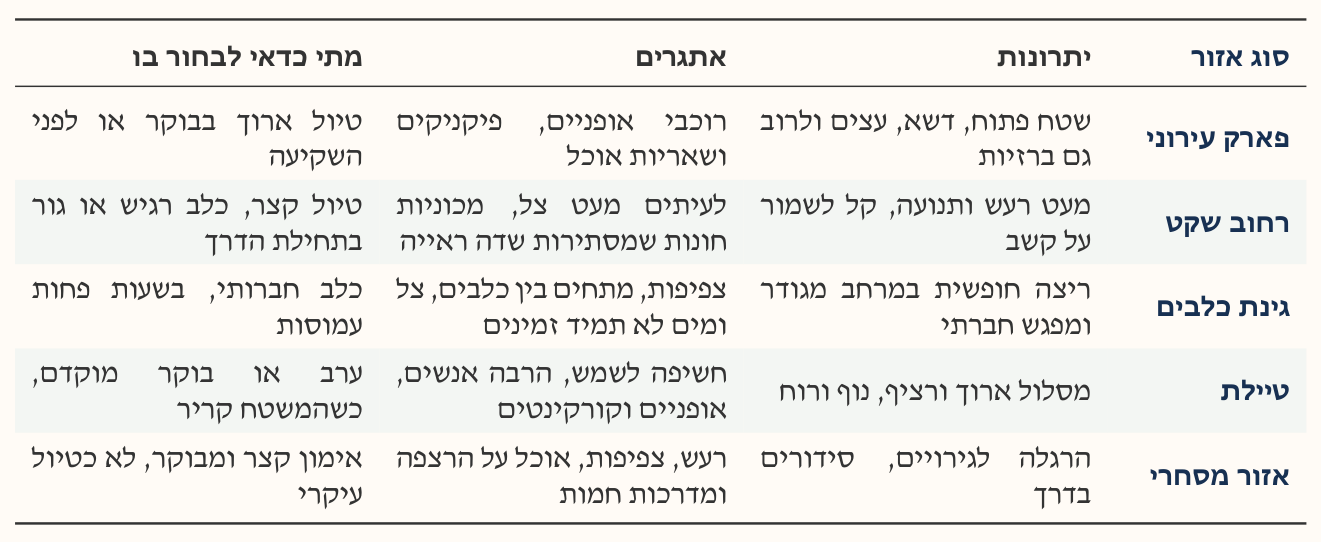 סוג אזור	יתרונות	אתגרים	מתי כדאי לבחור בו
פארק עירוני	שטח פתוח, דשא, עצים ולרוב	רוכבי אופניים, פיקניקים	טיול ארוך בבוקר או לפני
גם ברזיות	ושאריות אוכל	השקיעה
רחוב שקט	מעט רעש ותנועה, קל לשמור	לעיתים מעט צל, מכוניות	טיול קצר, כלב רגיש או גור
על קשב	חונות שמסתירות שדה ראייה	בתחילת הדרך
גינת כלבים	ריצה חופשית במרחב מגודר	צפיפות, מתחים בין כלבים, צל	כלב חברותי, בשעות פחות
ומפגש חברתי	ומים לא תמיד זמינים	עמוסות
טיילת	מסלול ארוך ורציף, נוף ורוח	חשיפה לשמש, הרבה אנשים,	ערב או בוקר מוקדם,
אופניים וקורקינטים	כשהמשטח קריר
אזור מסחרי	הרגלה לגירויים, סידורים	רעש, צפיפות, אוכל על הרצפה	אימון קצר ומבוקר, לא כטיול
בדרך	ומדרכות חמות	עיקרי